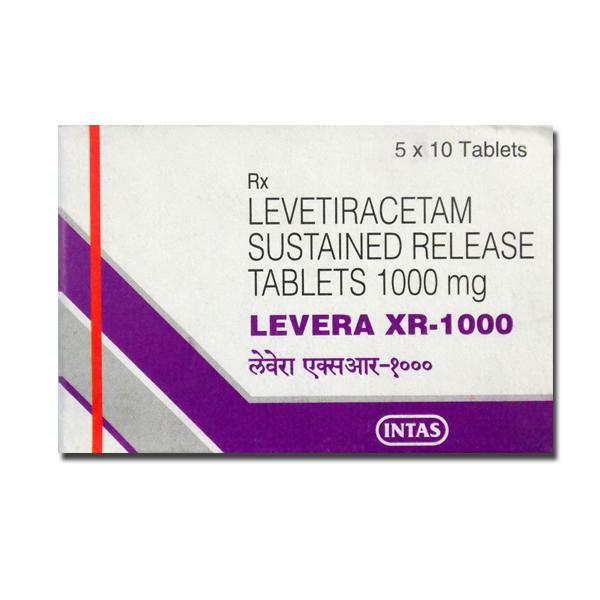 5 x 10 Tablets
Rx
LEVETIRACETAM
SUSTAINED RELEASE
TABLETS 1000 mg
LEVERA XR-1000
लेवेरा एक्सआर-१०००
INTAS